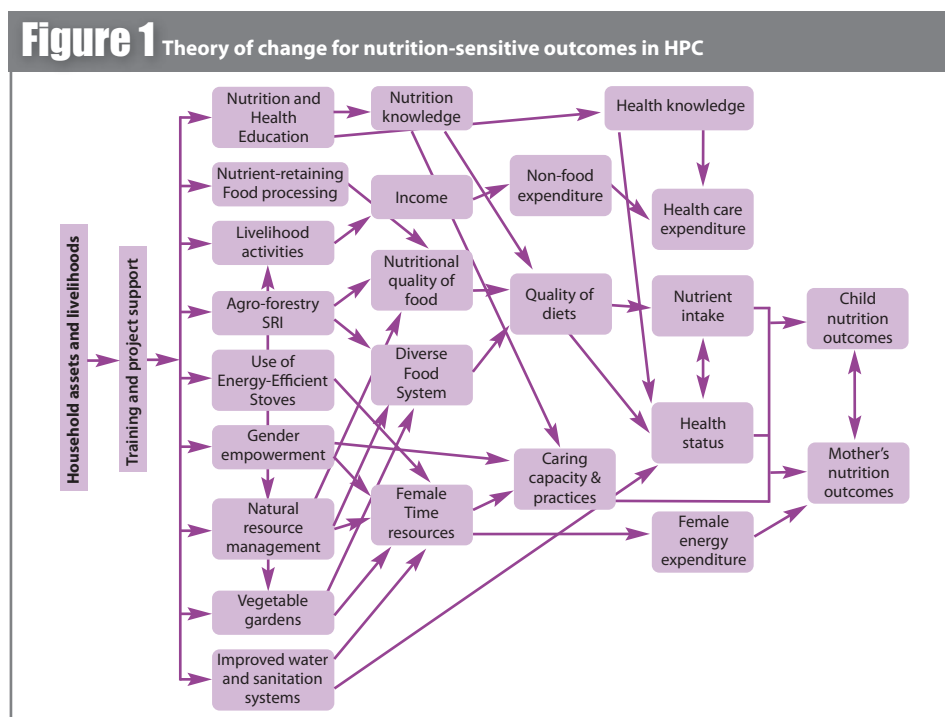 Figure 1 Theory of change for nutrition-sensitive outcomes in HPC
Household assets and livelihoods
Training and project support
Nutrition and
Health
Education
Nutrient-retaining
Food processing
Livelihood
activities
Agro-forestry
SRI
Use of
Energy-Efficient
Stoves
Gender
empowerment
Natural
resource
management
Vegetable
gardens
Improved water
and sanitation
systems
Nutrition
knowledge
Income
Nutritional
quality of
food
Diverse
Food
System
Female
Time
resources
Non-food
expenditure
Quality of
diets
Caring
capacity &
practices
Health knowledge
Health care
expenditure
Nutrient
intake
Health
status
Female
energy
expenditure
Child
nutrition
outcomes
Mother's
nutrition
outcomes